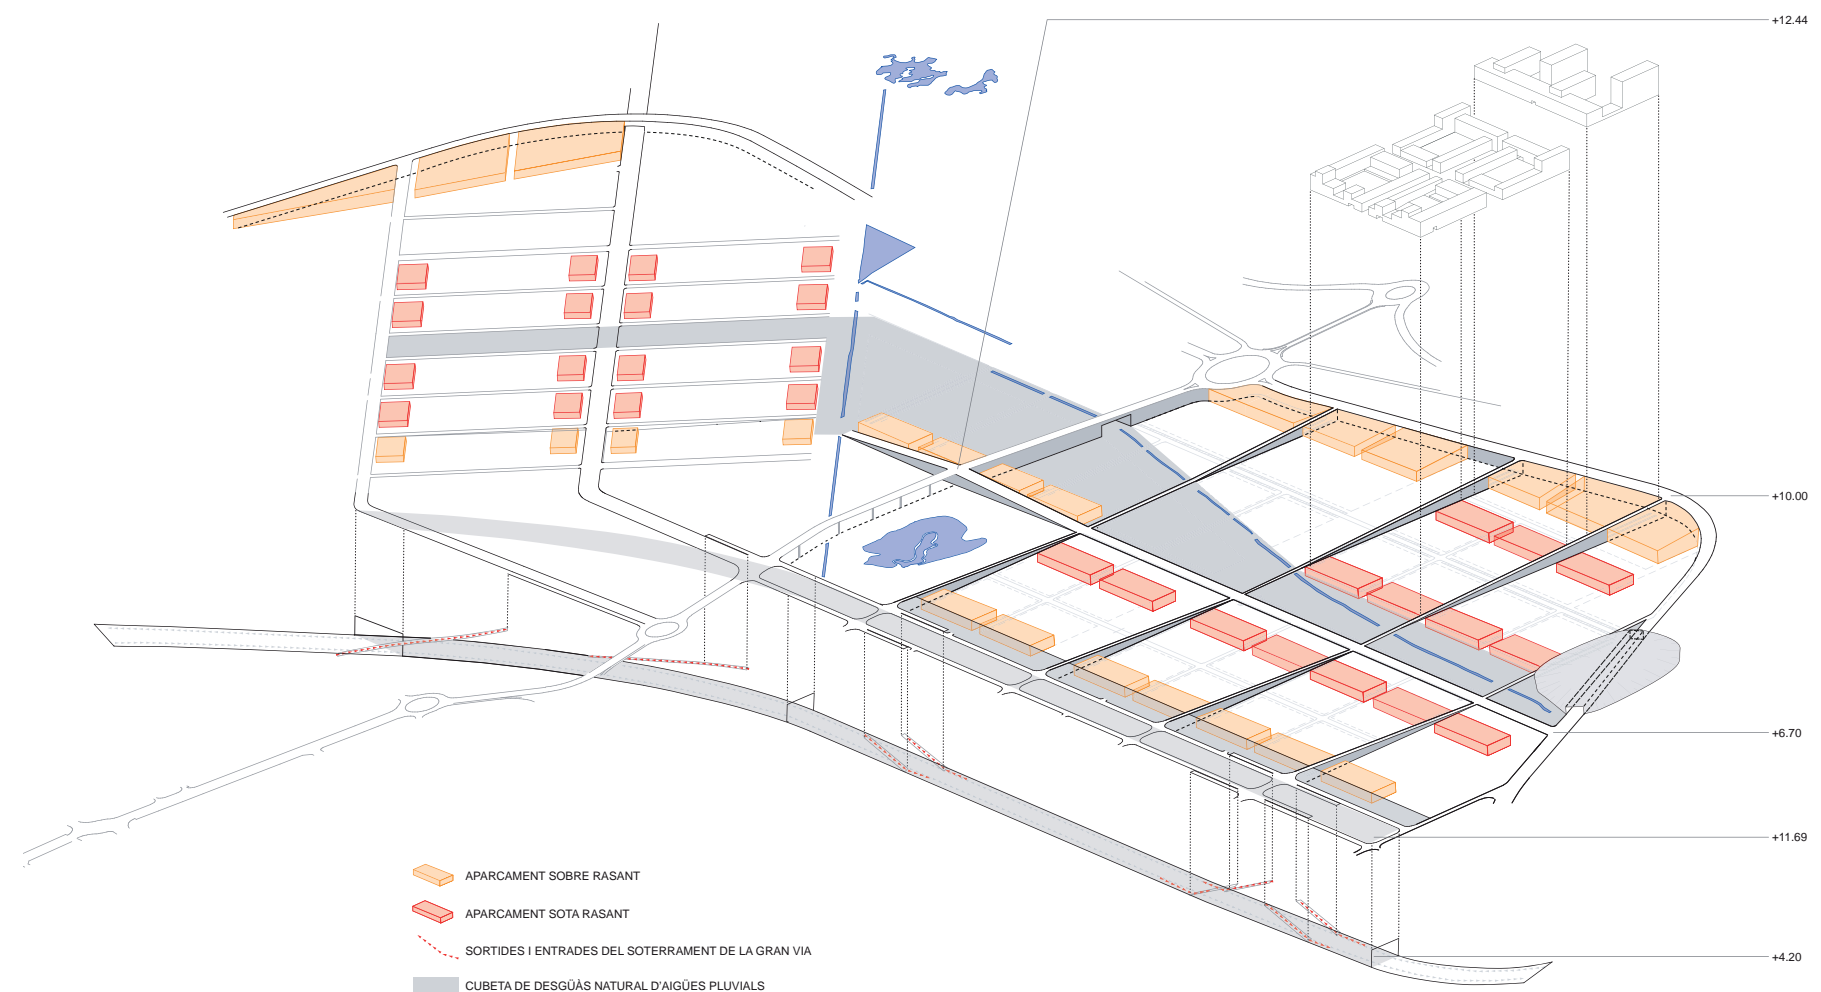 +12.44
+10.00
+6.70
+11.69
+4.20
APARCAMENT SOBRE RASANT
APARCAMENT SOTA RASANT
SORTIDES I ENTRADES DEL SOTERRAMENT DE LA GRAN VIA
CUBETA DE DESGÜÀS NATURAL D'AIGÜES PLUVIALS